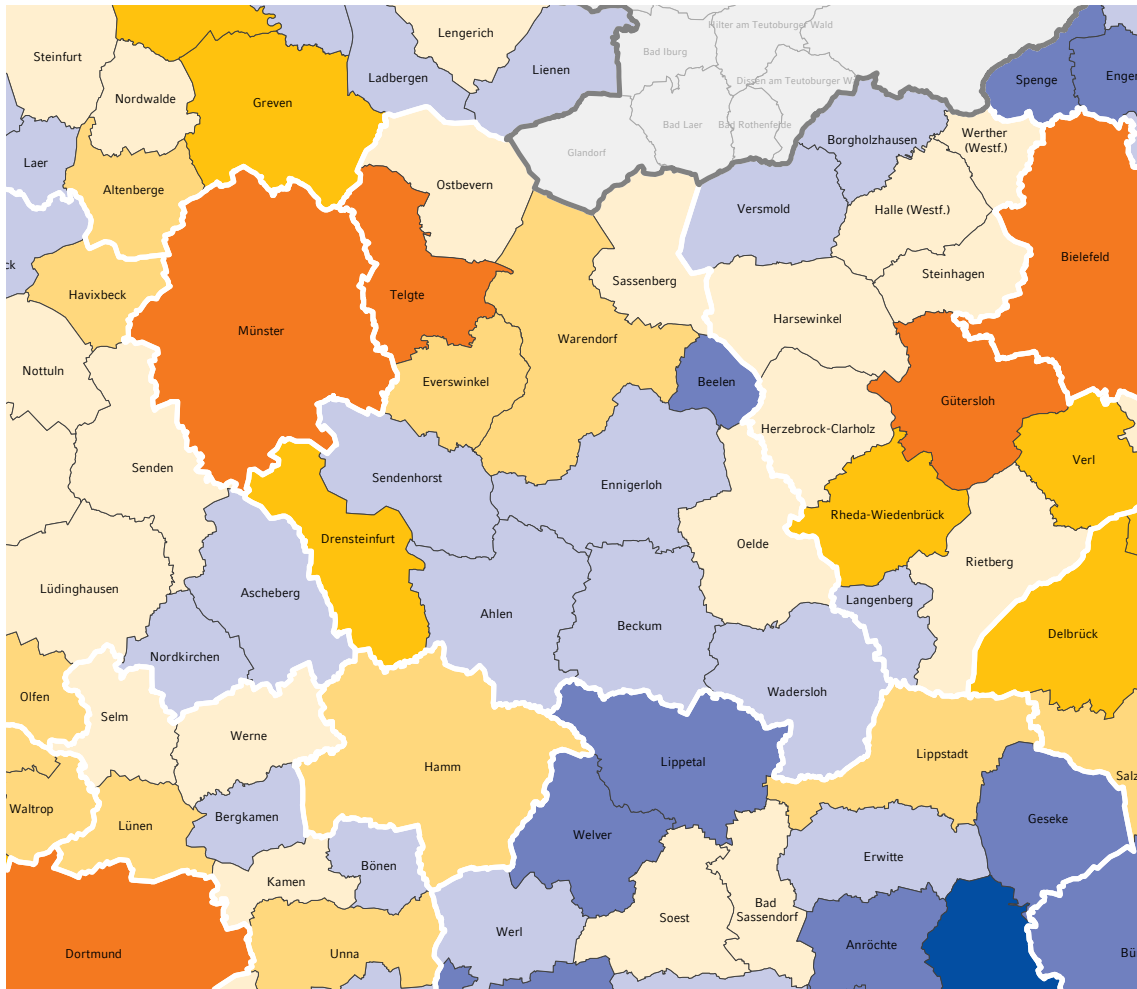 Hilter am Teutoburger Wald
Lengerich
Bad Iburg
Steinfurt
Lienen
Ladbergen
Spenge
Dissen am Teutoburger W
Nordwalde
Greven
Bad Laer
Bad Rothenfelde
Borgholzhausen
Werther
(Westf.)
Glandorf
Laer
Ostbevern
Altenberge
Versmold
Halle (Westf.)
Bielefeld
ck
Steinhagen
Sassenberg
Havixbeck
Telgte
Harsewinkel
Münster
Warendorf
Nottuln
Everswinkel
Beelen
Gütersloh
Herzebrock-Clarholz
Verl
Senden
Sendenhorst
Ennigerloh
Rheda-Wiedenbrück
Drensteinfurt
Oelde
Rietberg
Lüdinghausen
Ascheberg
Langenberg
Ahlen
Beckum
Delbrück
Nordkirchen
Wadersloh
Olfen
Selm
Werne
Lippstadt
Lippetal
Hamm
Salz
Waltrop
Bergkamen
Geseke
Lünen
Welver
Erwitte
Bönen
Kamen
Bad
Sassendorf
Soest
Werl
Anröchte
Dortmund
Unna
Bü
Enger